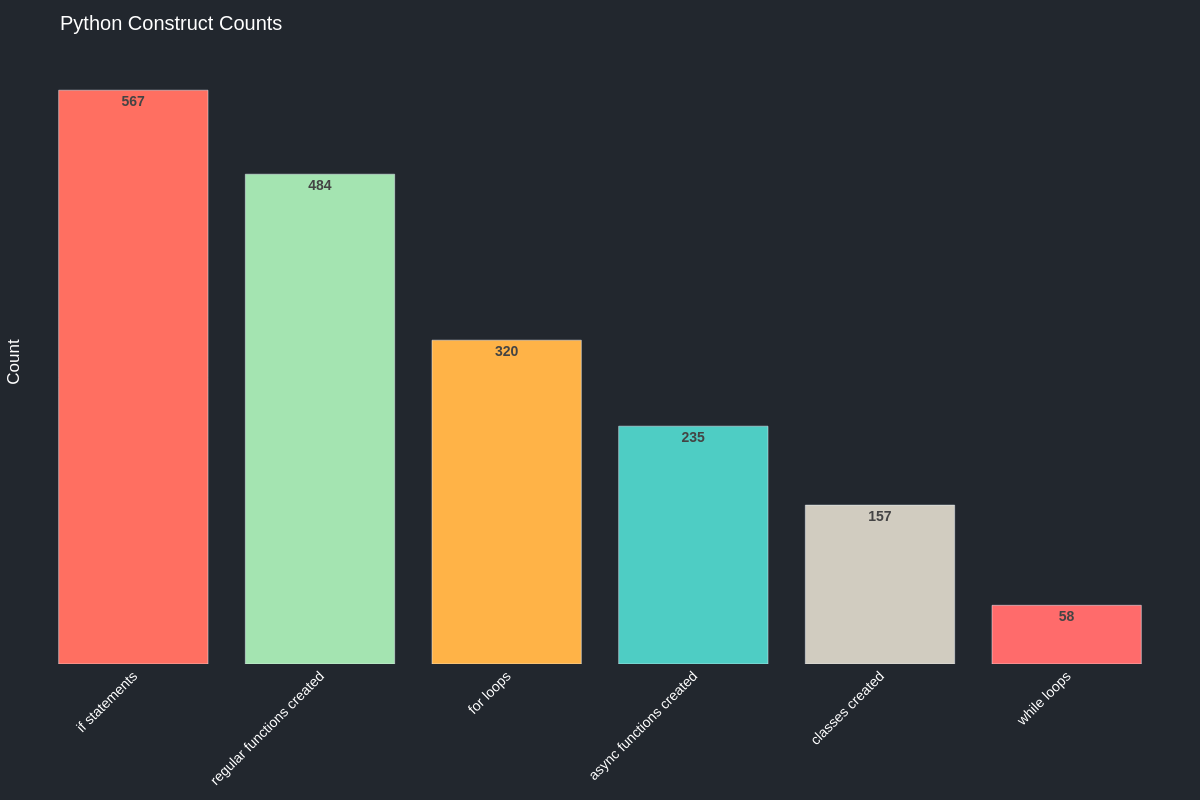 Python Construct Counts
567
484
320
235
157
58
Count
if statements
regular functions created
for loops
async functions created
classes created
while loops